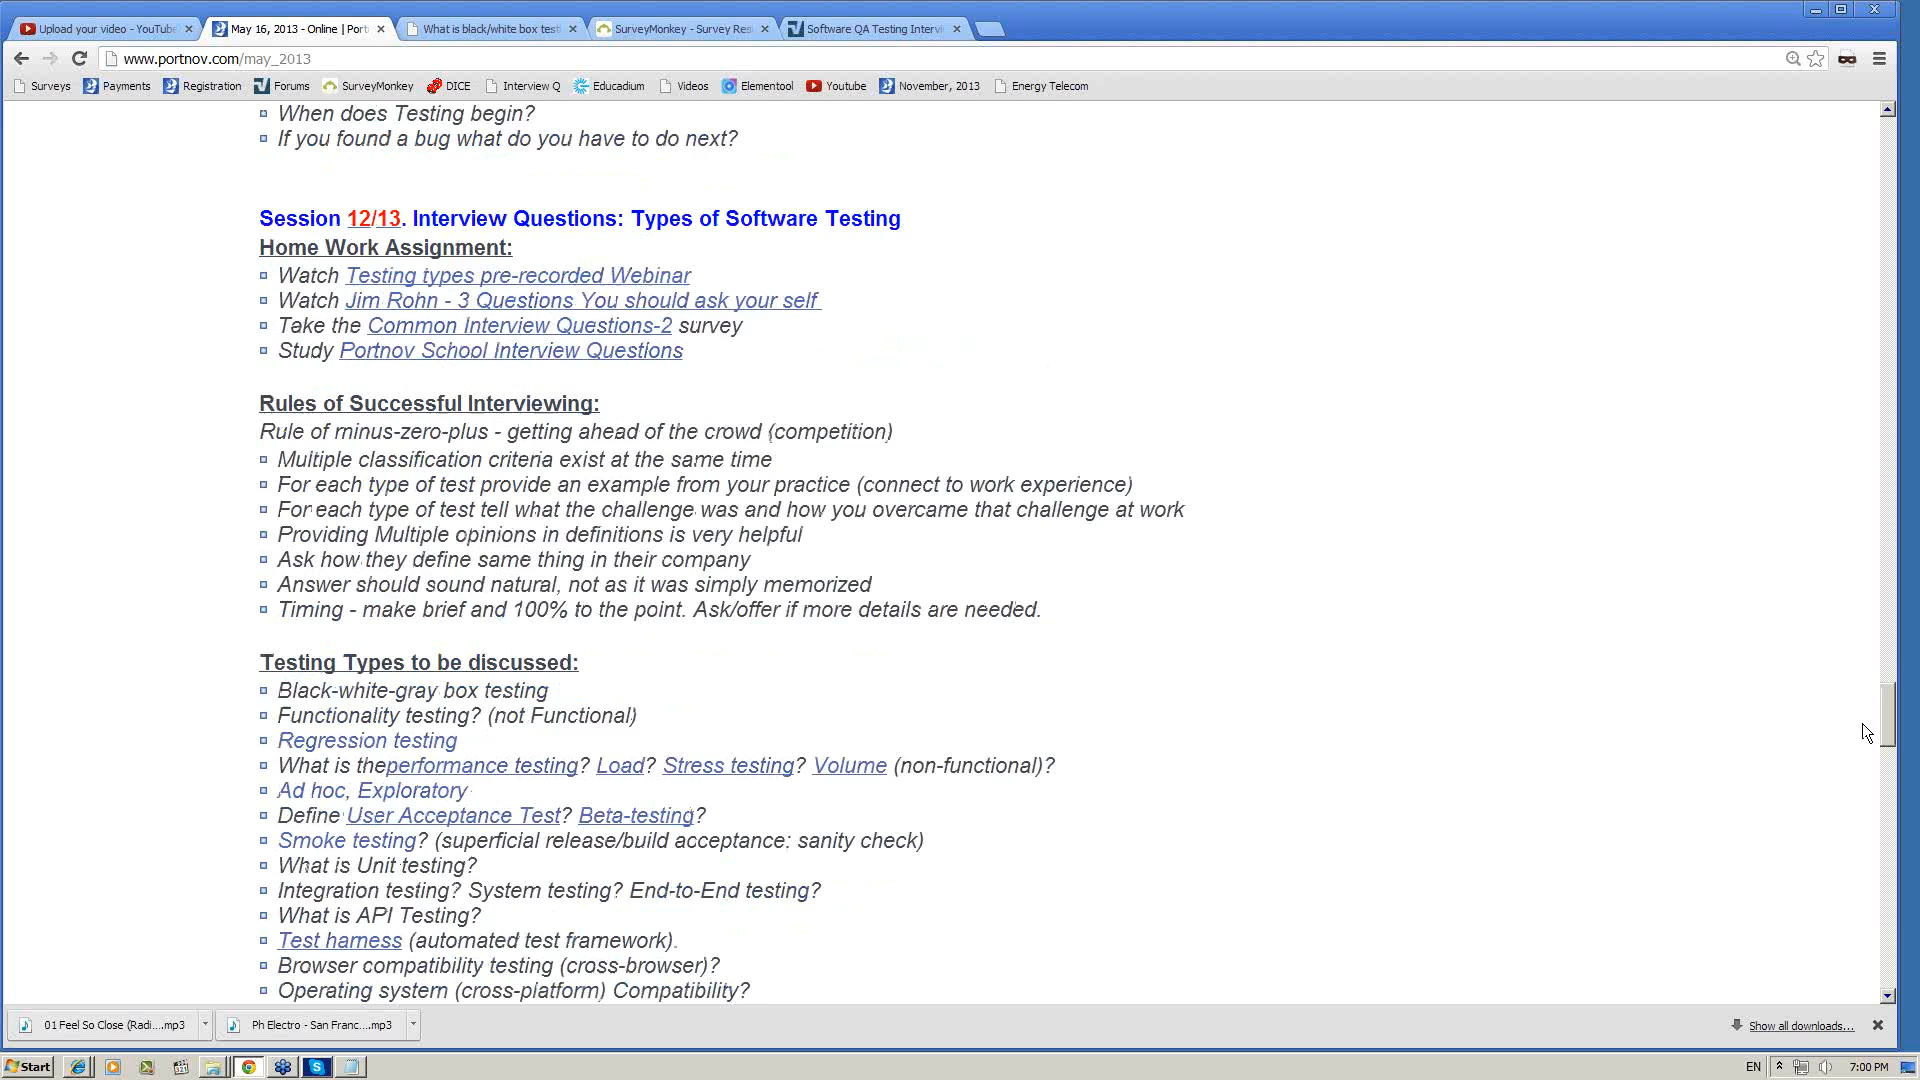 Upload your video - YouTube
May 16, 2013 - Online | Port
What is black/white box test
SurveyMonkey - Survey Res
Software QA Testing Intervi
www.portnov.com/may_2013
Surveys Payments Registration Forums SurveyMonkey DICE Interview Q Educadium Videos Elementool Youtube November, 2013 Energy Telecom
When does Testing begin?
If you found a bug what do you have to do next?
Session 12/13. Interview Questions: Types of Software Testing
Home Work Assignment:
Watch Testing types pre-recorded Webinar
Watch Jim Rohn - 3 Questions You should ask your self
Take the Common Interview Questions-2 survey
Study Portnov School Interview Questions
Rules of Successful Interviewing:
Rule of minus-zero-plus - getting ahead of the crowd (competition)
Multiple classification criteria exist at the same time
For each type of test provide an example from your practice (connect to work experience)
For each type of test tell what the challenge was and how you overcame that challenge at work
Providing Multiple opinions in definitions is very helpful
Ask how they define same thing in their company
Answer should sound natural, not as it was simply memorized
Timing - make brief and 100% to the point. Ask/offer if more details are needed.
Testing Types to be discussed:
Black-white-gray box testing
Functionality testing? (not Functional)
Regression testing
What is theperformance testing? Load? Stress testing? Volume (non-functional)?
Ad hoc, Exploratory
Define User Acceptance Test? Beta-testing?
Smoke testing? (superficial release/build acceptance: sanity check)
What is Unit testing?
Integration testing? System testing? End-to-End testing?
What is API Testing?
Test harness (automated test framework).
Browser compatibility testing (cross-browser)?
Operating system (cross-platform) Compatibility?
01 Feel So Close (Radi....mp3
Ph Electro - San Franc....mp3
Show all downloads...
Start
EN
7:00 PM